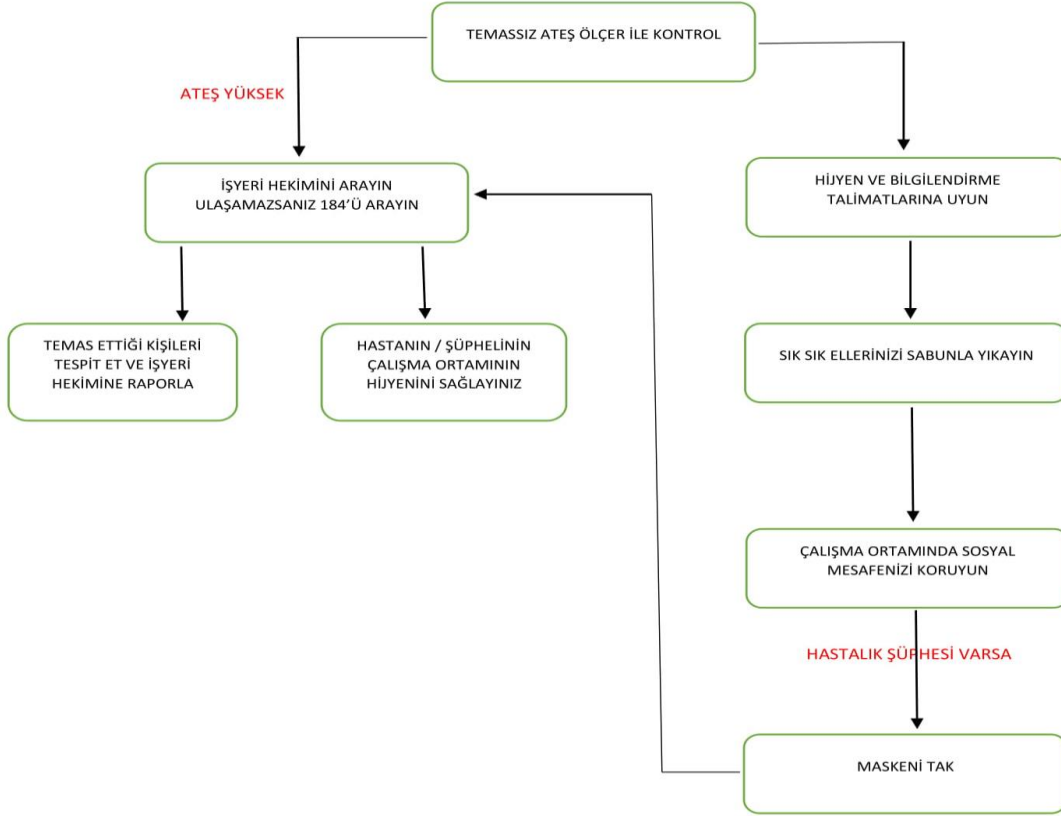 TEMASSIZ ATEŞ ÖLÇER İLE KONTROL
ATEŞ YÜKSEK
İŞYERİ HEKİMİNİ ARAYIN
ULAŞAMAZSANIZ 184’Ü ARAYIN
HİJYEN VE BİLGİLENDİRME
TALİMATLARINA UYUN
TEMAS ETTİĞİ KİŞİLERİ
TESPİT ET VE İŞYERİ
HEKİMİNE RAPORLA
HASTANIN / ŞÜPHELİNİN
ÇALIŞMA ORTAMININ
HİJYENİNİ SAĞLAYINIZ
SIK SIK ELLERİNİZİ SABUNLA YIKAYIN
ÇALIŞMA ORTAMINDA SOSYAL
MESAFENİZİ KORUYUN
HASTALIK ŞÜPHESİ VARSA
MASKENİ TAK